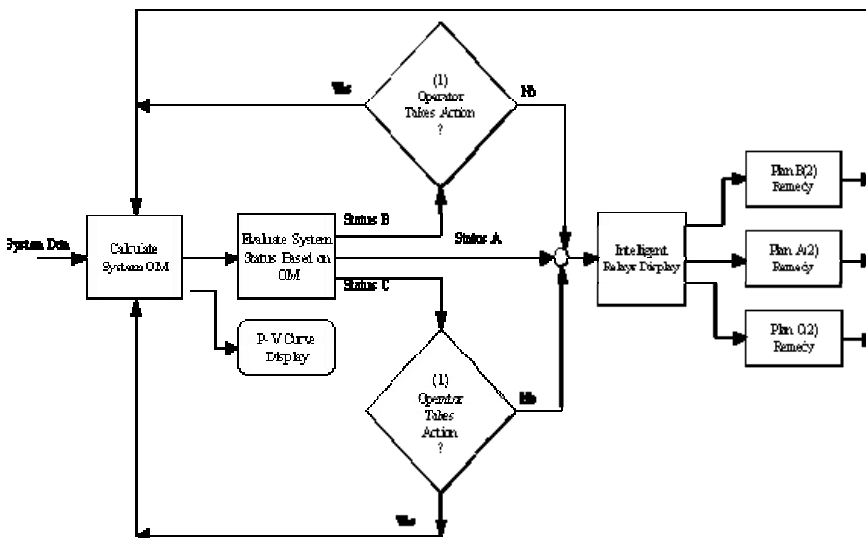 Yes
(1)
Operator
Takes Action
?
No
Plan B(2)
Remedy
System Data
Calculate
System OM
Status B
Evaluate System
Status Based on
OM
Status A
Status C
Intelligent
Relays Display
Plan A(2)
Remedy
P-V Curve
Display
Plan C(2)
Remedy
(1)
Operator
Takes
Action
?
No
Yes